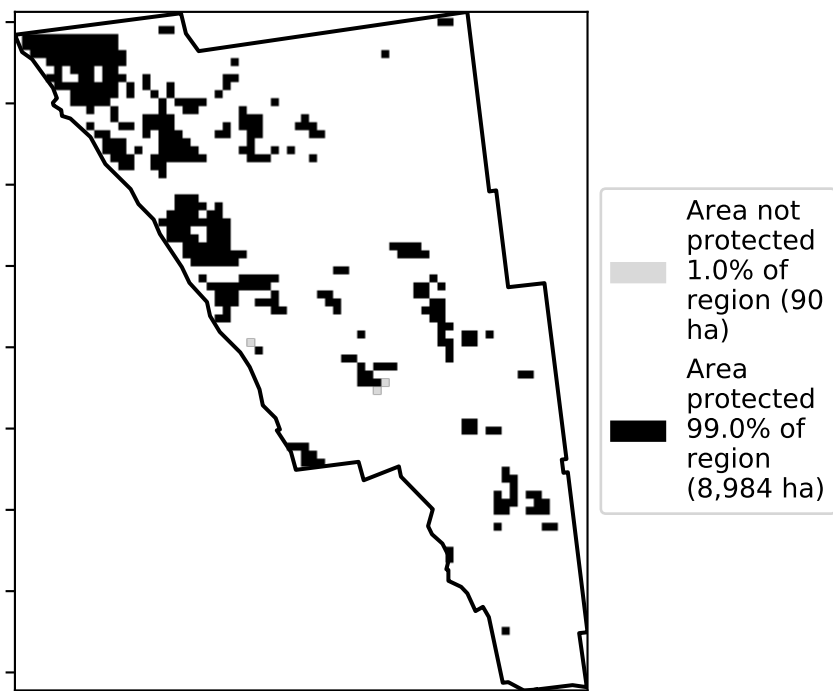 Area not
protected
1.0% of
region (90
ha)
Area
protected
99.0% of
region
(8,984 ha)